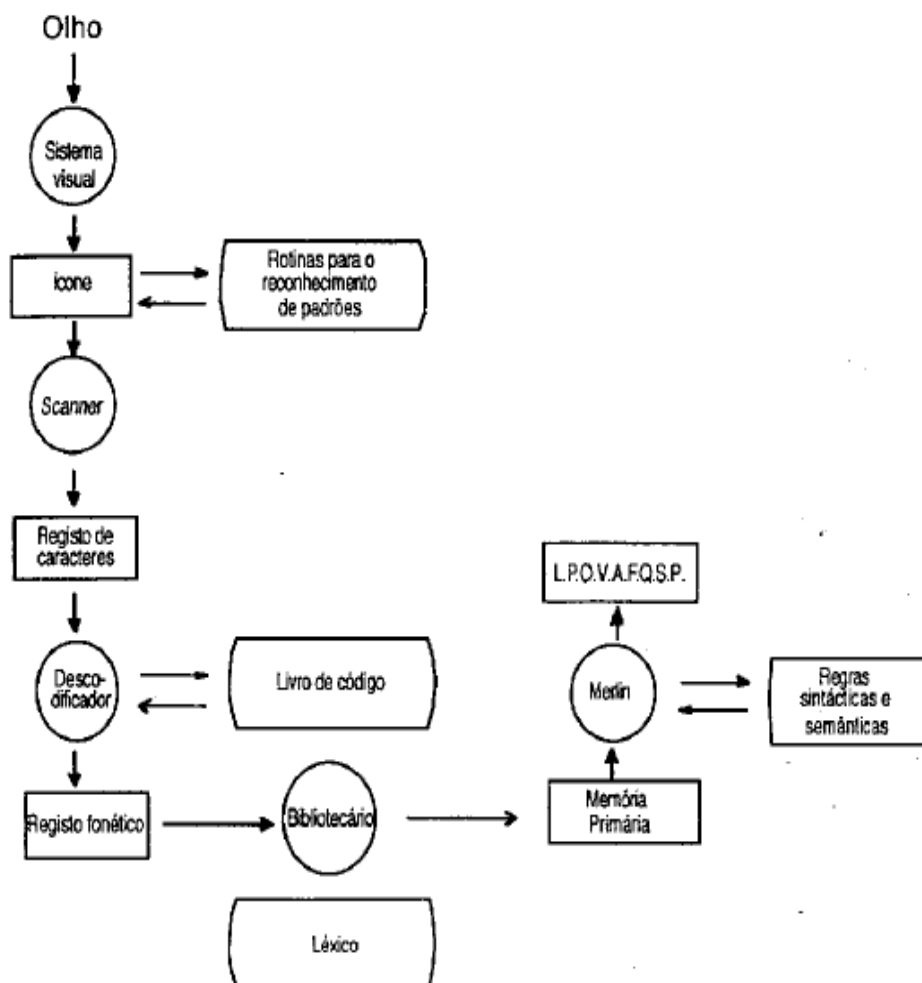 Olho
Sistema
visual
ícone
Rotinas para o
reconhecimento
de padrões
Scanner
Registo de
caracteres
Desco-
dificador
Livro de código
Registo fonético
Bibliotecário
Léxico
Memória
Primária
Merlin
Regras
sintácticas e
semânticas
L.P.O.V.A.F.Q.S.P.